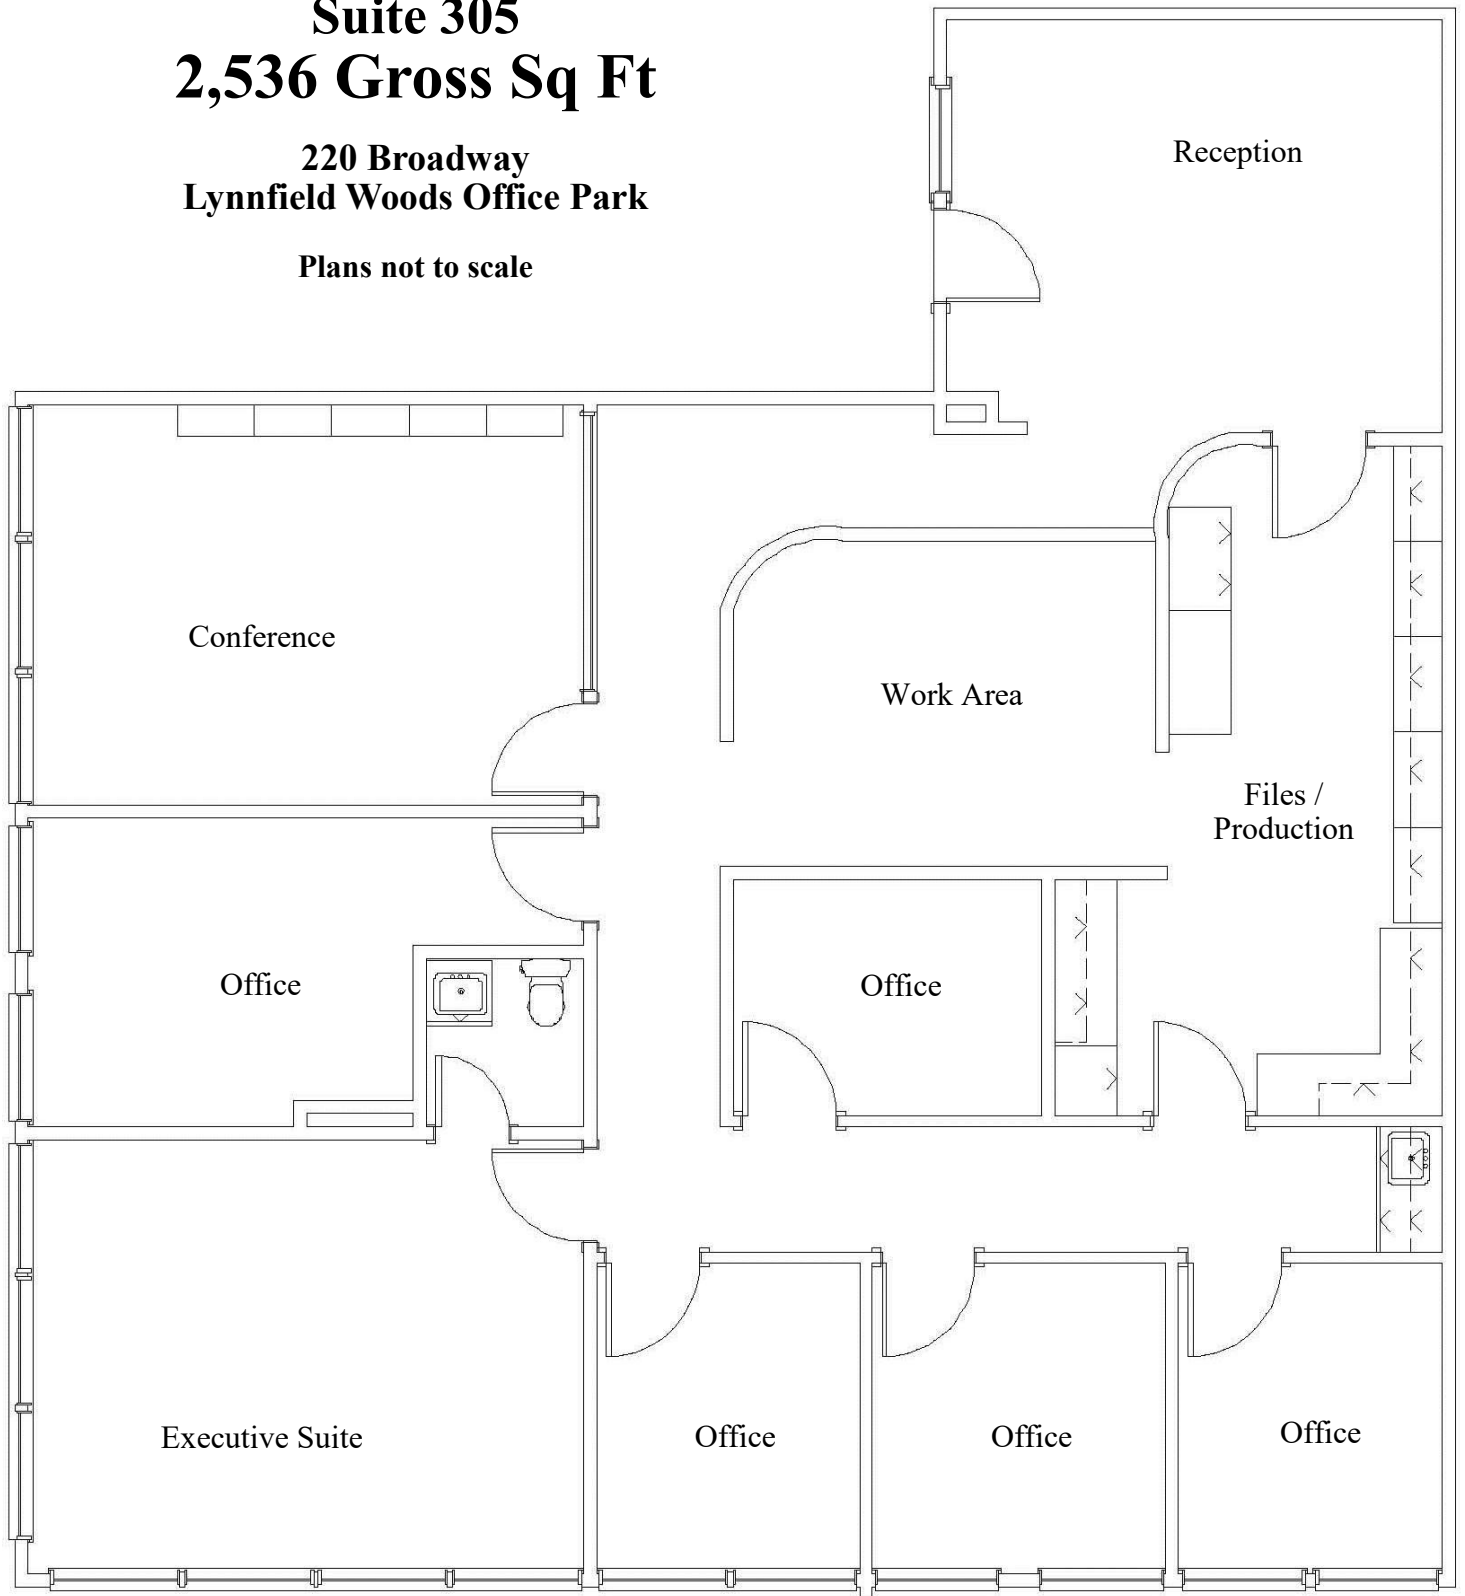 Suite 305
2,536 Gross Sq Ft
220 Broadway
Lynnfield Woods Office Park
Plans not to scale
Reception
Conference
Work Area
Files /
Production
Office
Office
Executive Suite
Office
Office
Office